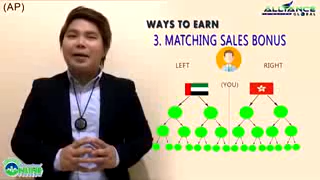 (AP)
WAYS TO EARN
ALLIANCE
GLOBAL
3. MATCHING SALES BONUS
LEFT
RIGHT
(YOU)